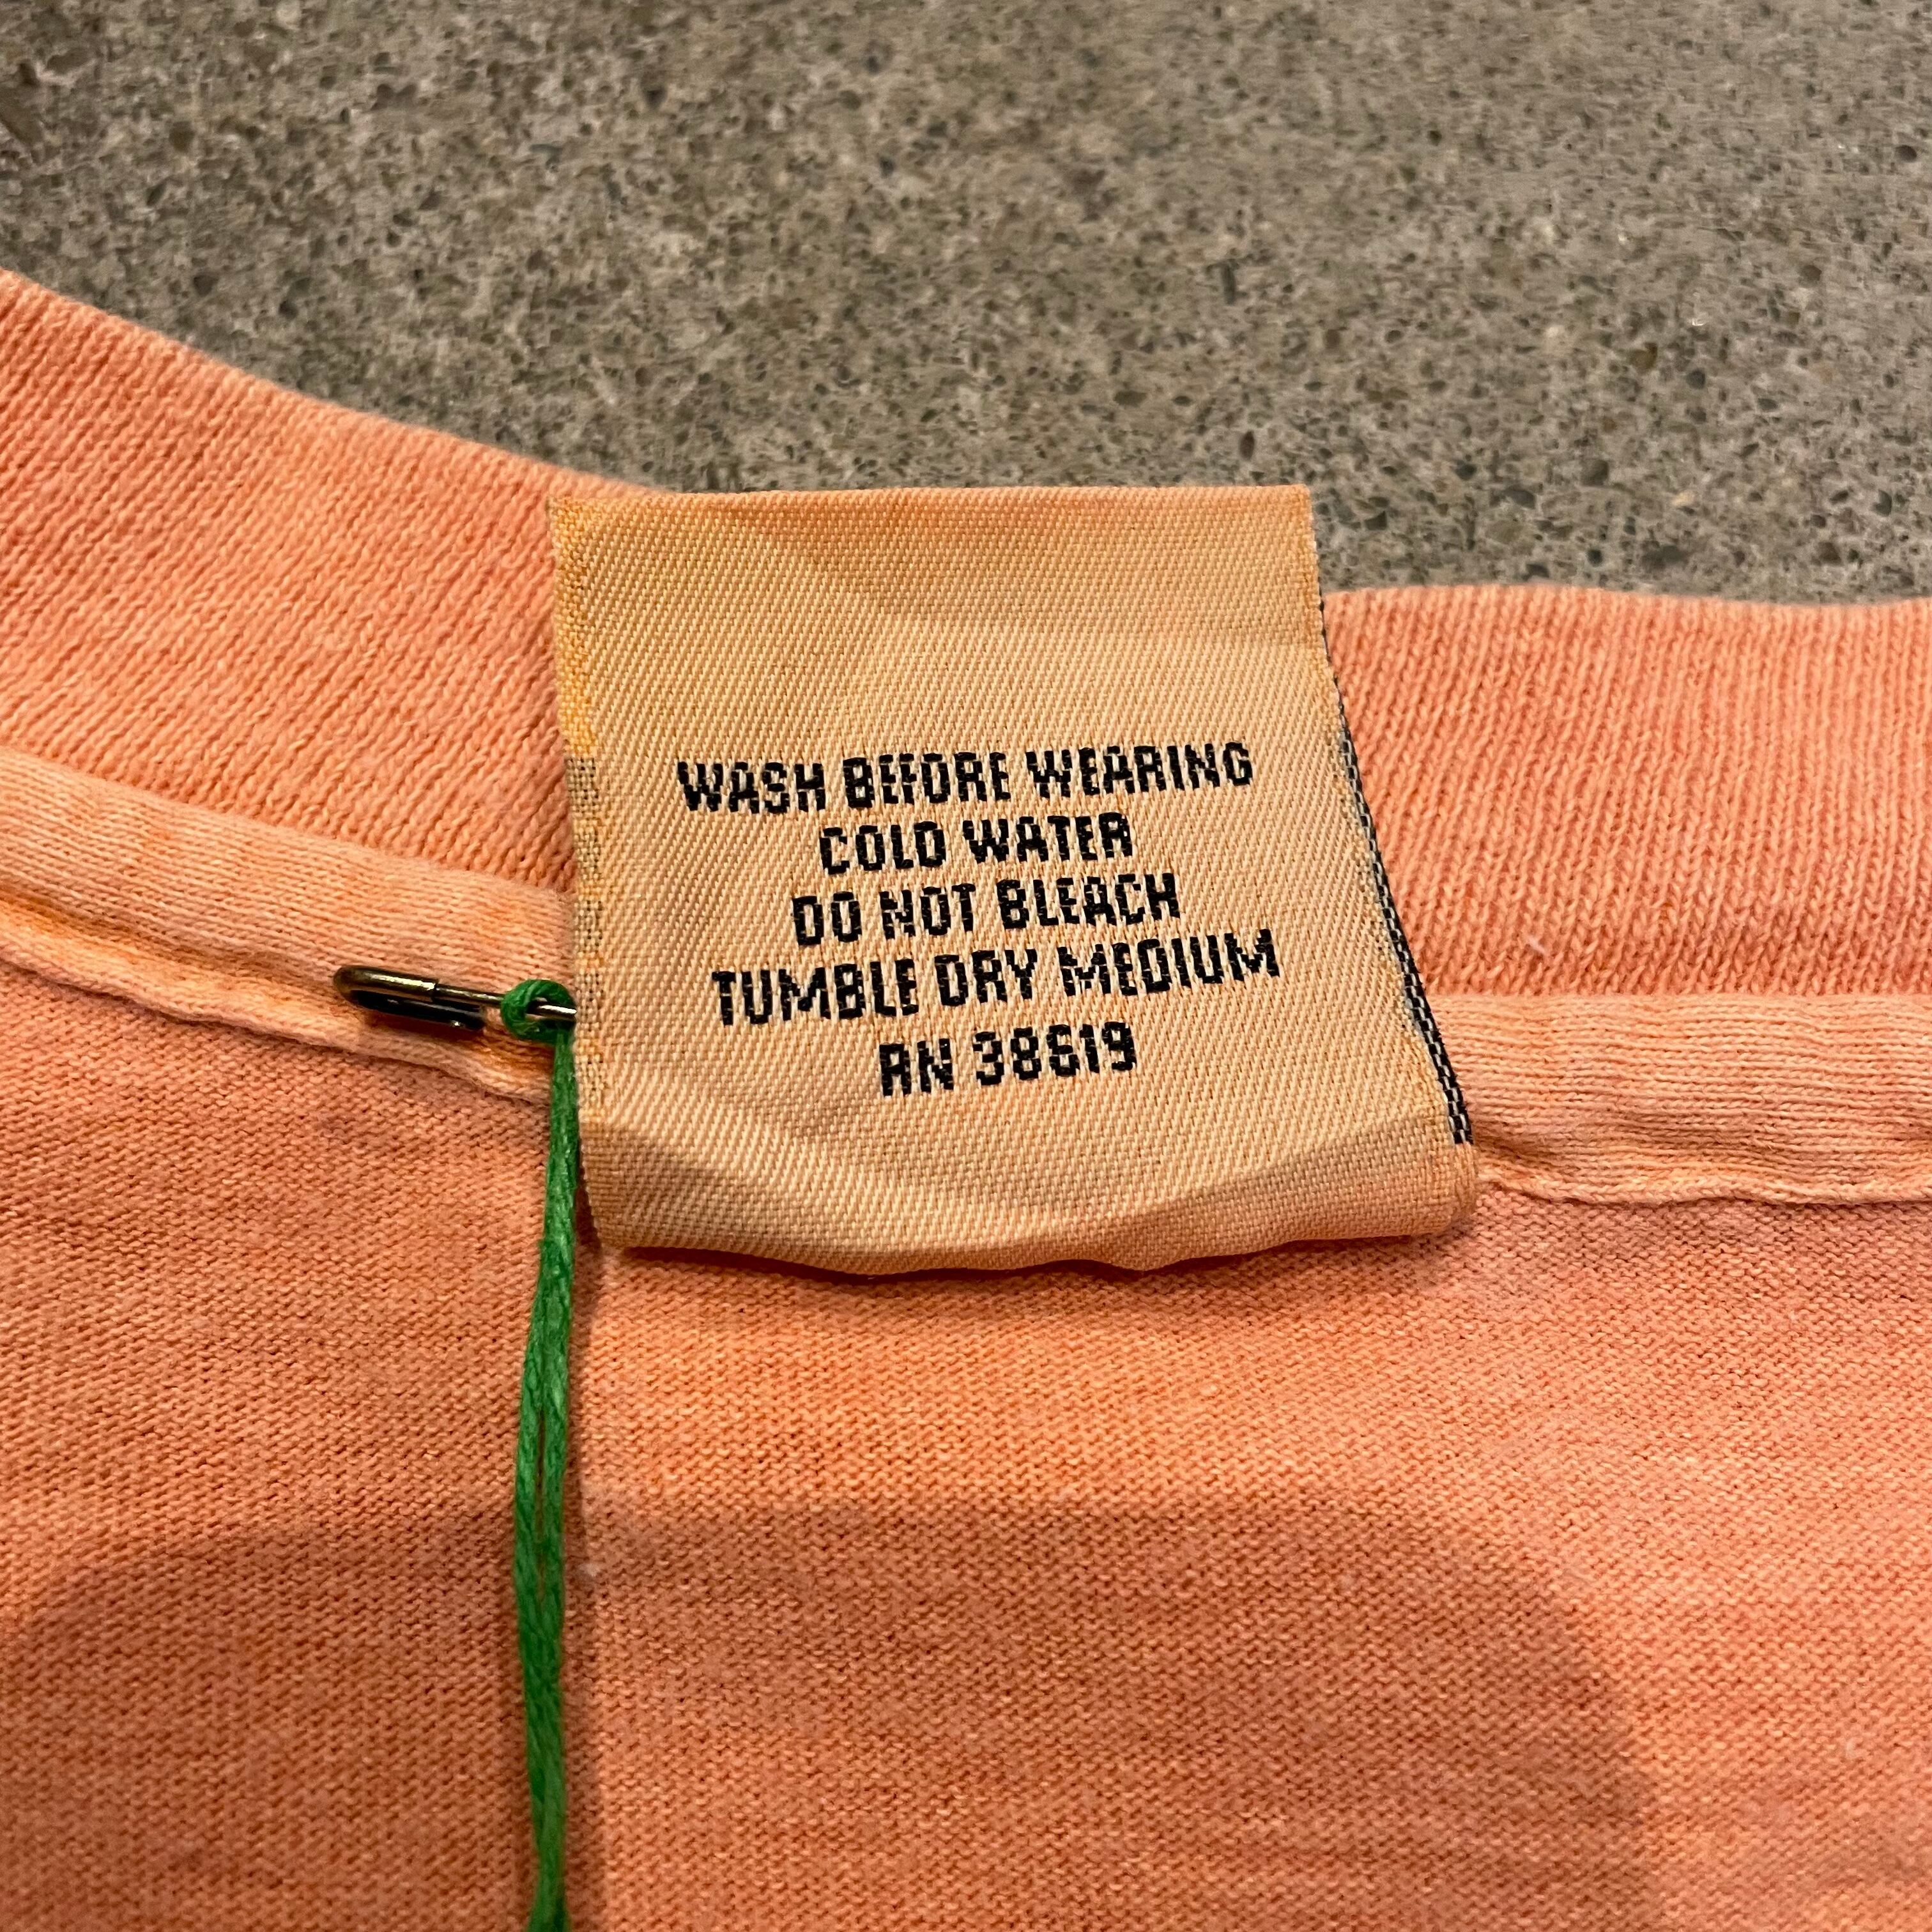 WASH BEFORE WEARING
COLD WATER
DO NOT BLEACH
TUMBLE DRY MEDIUM
RN 38619